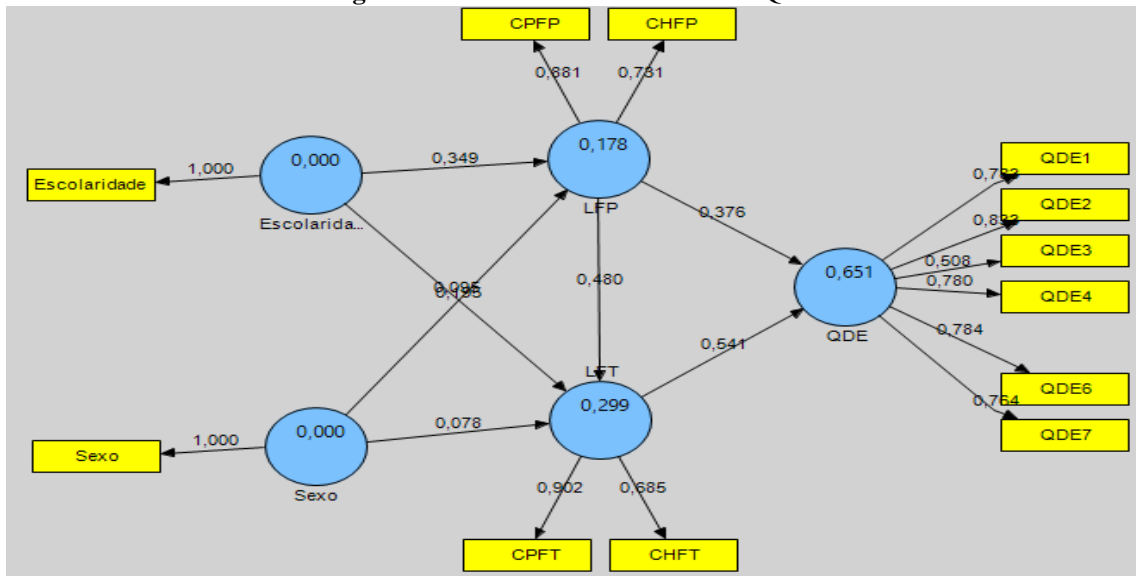 CPFP
CHFP
0,881
0,731
Escolaridade
1,000
0,000
Escolarida...
0,349
0,178
LFP
0,376
QDE1
QDE2
QDE3
QDE4
QDE6
QDE7
0,508
0,780
0,784
0,764
0,651
QDE
0,480
0,541
LFT
0,299
Sexo
1,000
0,000
Sexo
0,078
0,902
0,685
CPFT
CHFT